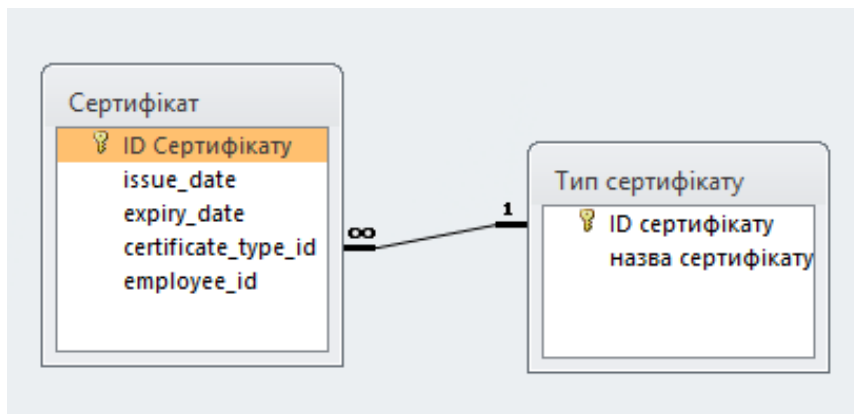 Сертифікат
ID Сертифікату
issue_date
expiry_date
certificate_type_id
employee_id
∞
1
Тип сертифікату
ID сертифікату
назва сертифікату